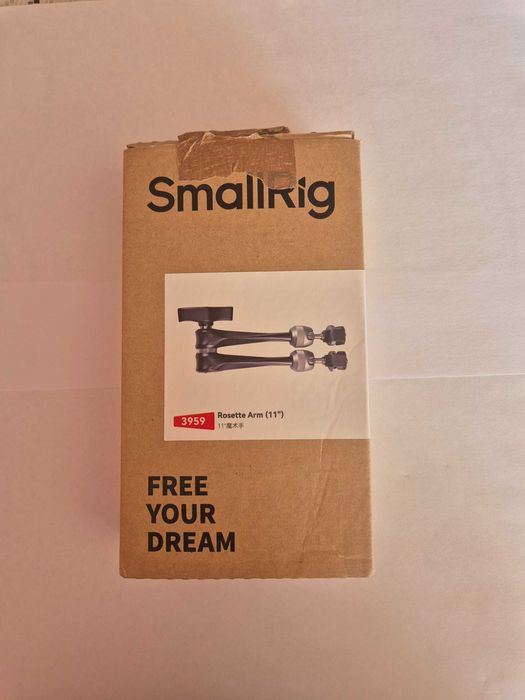 SmallRig
3959
Rosette Arm (11")
11"魔术手
FREE
YOUR
DREAM